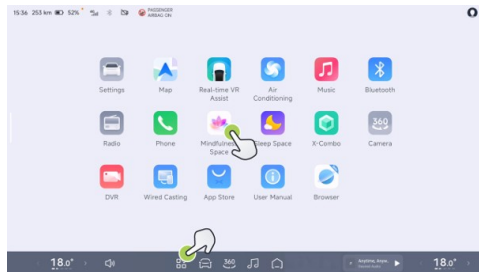 15:36 253 km 52% PASSENGER
AIRBAG ON
Settings Map Real-time VR Assist Air Conditioning Music Bluetooth
360
Radio Phone Mindfulness Space Sleep Space X-Combo Camera
DVR Wired Casting App Store User Manual Browser
18.0° 360 Anytime, Anyw. 18.0°